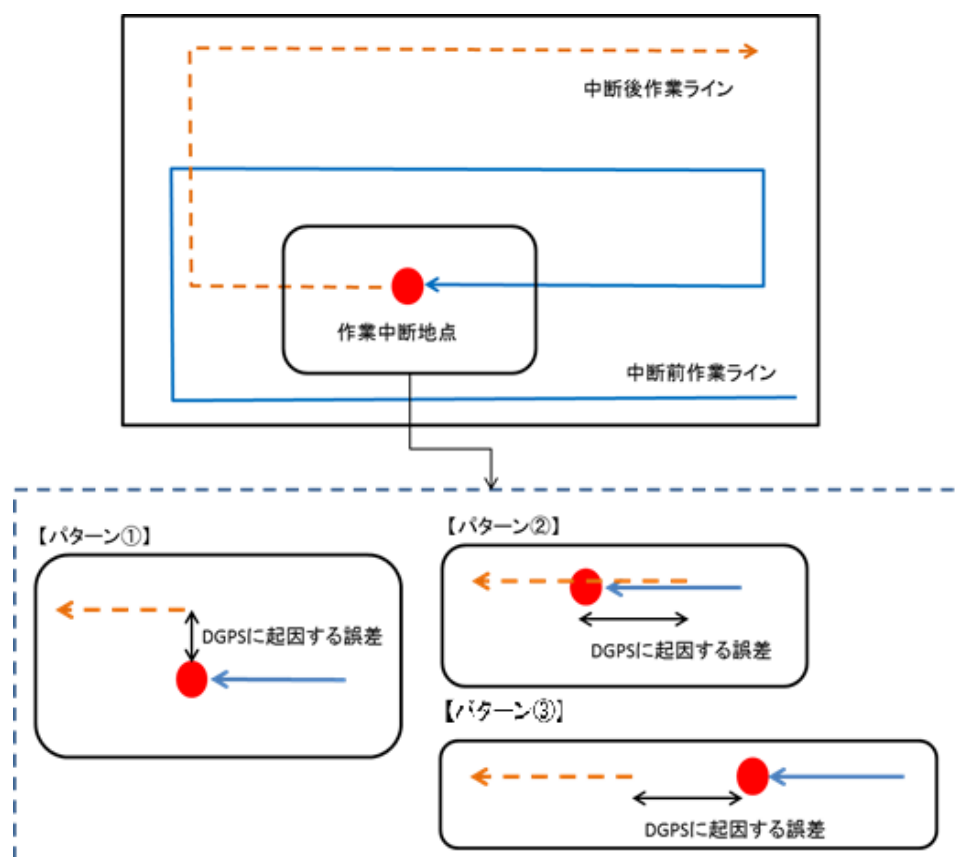 中断後作業ライン
作業中断地点
中断前作業ライン
【パターン①】
DGPSに起因する誤差
【パターン②】
DGPSに起因する誤差
【パターン③】
DGPSに起因する誤差